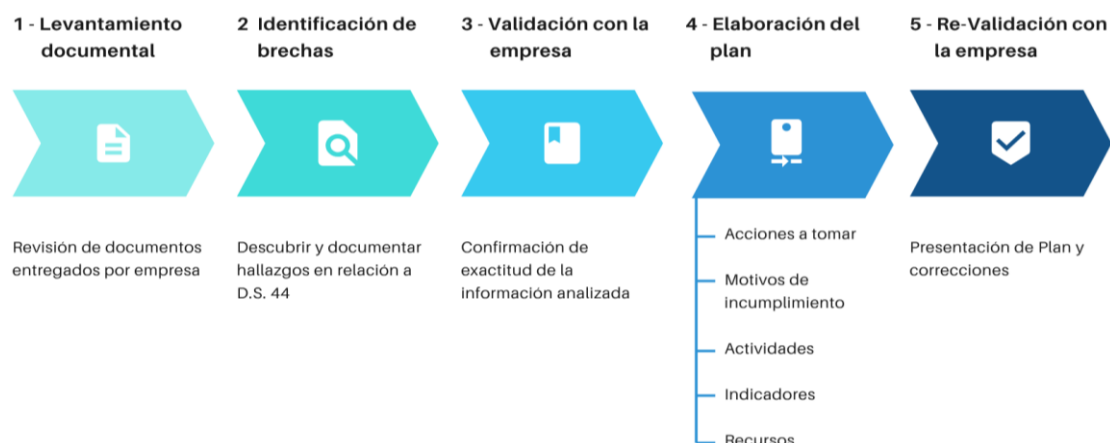 1 - Levantamiento
documental
Revisión de documentos
entregados por empresa
2 Identificación de
brechas
Descubrir y documentar
hallazgos en relación a
D.S. 44
3 - Validación con la
empresa
Confirmación de
exactitud de la
información analizada
4 - Elaboración del
plan
Acciones a tomar
Motivos de
incumplimiento
Actividades
Indicadores
Recursos
5 - Re-Validación con
la empresa
Presentación de Plan y
correcciones